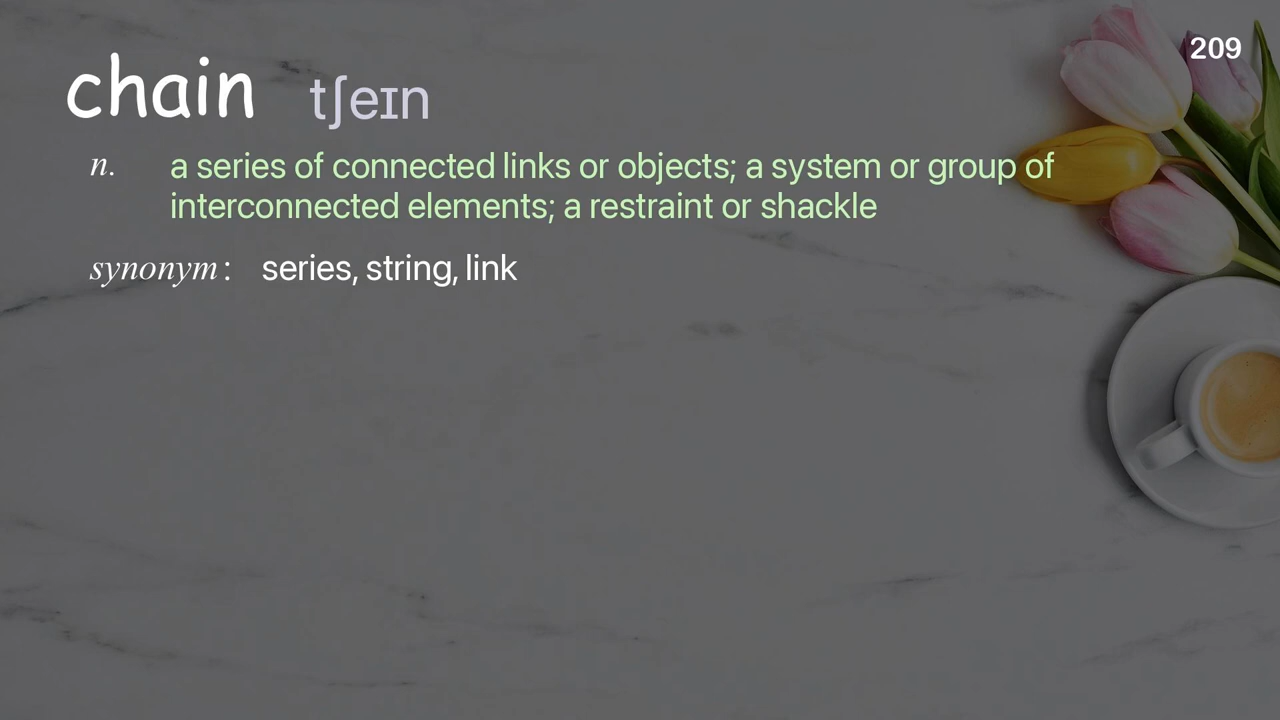 209
chain tʃeɪn
n. a series of connected links or objects; a system or group of
interconnected elements; a restraint or shackle
synonym: series, string, link